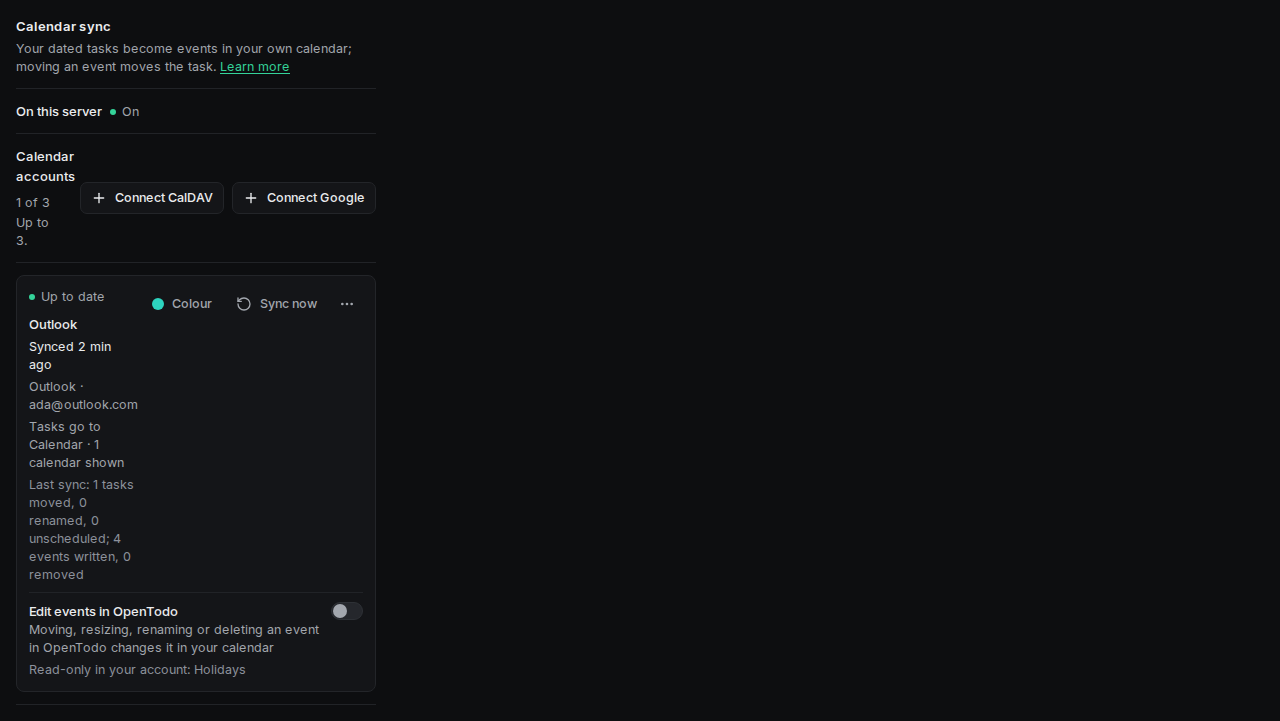 Calendar sync
Your dated tasks become events in your own calendar;
moving an event moves the task. Learn more
On this server On
Calendar
accounts
1 of 3
Up to
3.
Connect CalDAV
Connect Google
Up to date
Colour
Sync now
Outlook
Synced 2 min
ago
Outlook ·
ada@outlook.com
Tasks go to
Calendar · 1
calendar shown
Last sync: 1 tasks
moved, 0
renamed, 0
unscheduled; 4
events written, 0
removed
Edit events in OpenTodo
Moving, resizing, renaming or deleting an event
in OpenTodo changes it in your calendar
Read-only in your account: Holidays